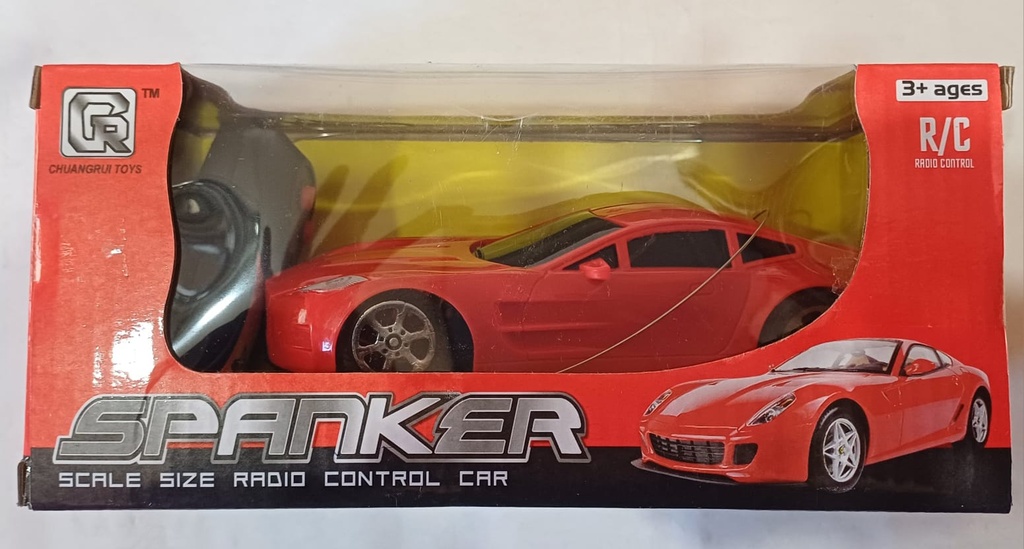 GR TM
CHUANGRUI TOYS
3+ ages
R/C
RADIO CONTROL
SPANKER
SCALE SIZE RADIO CONTROL CAR